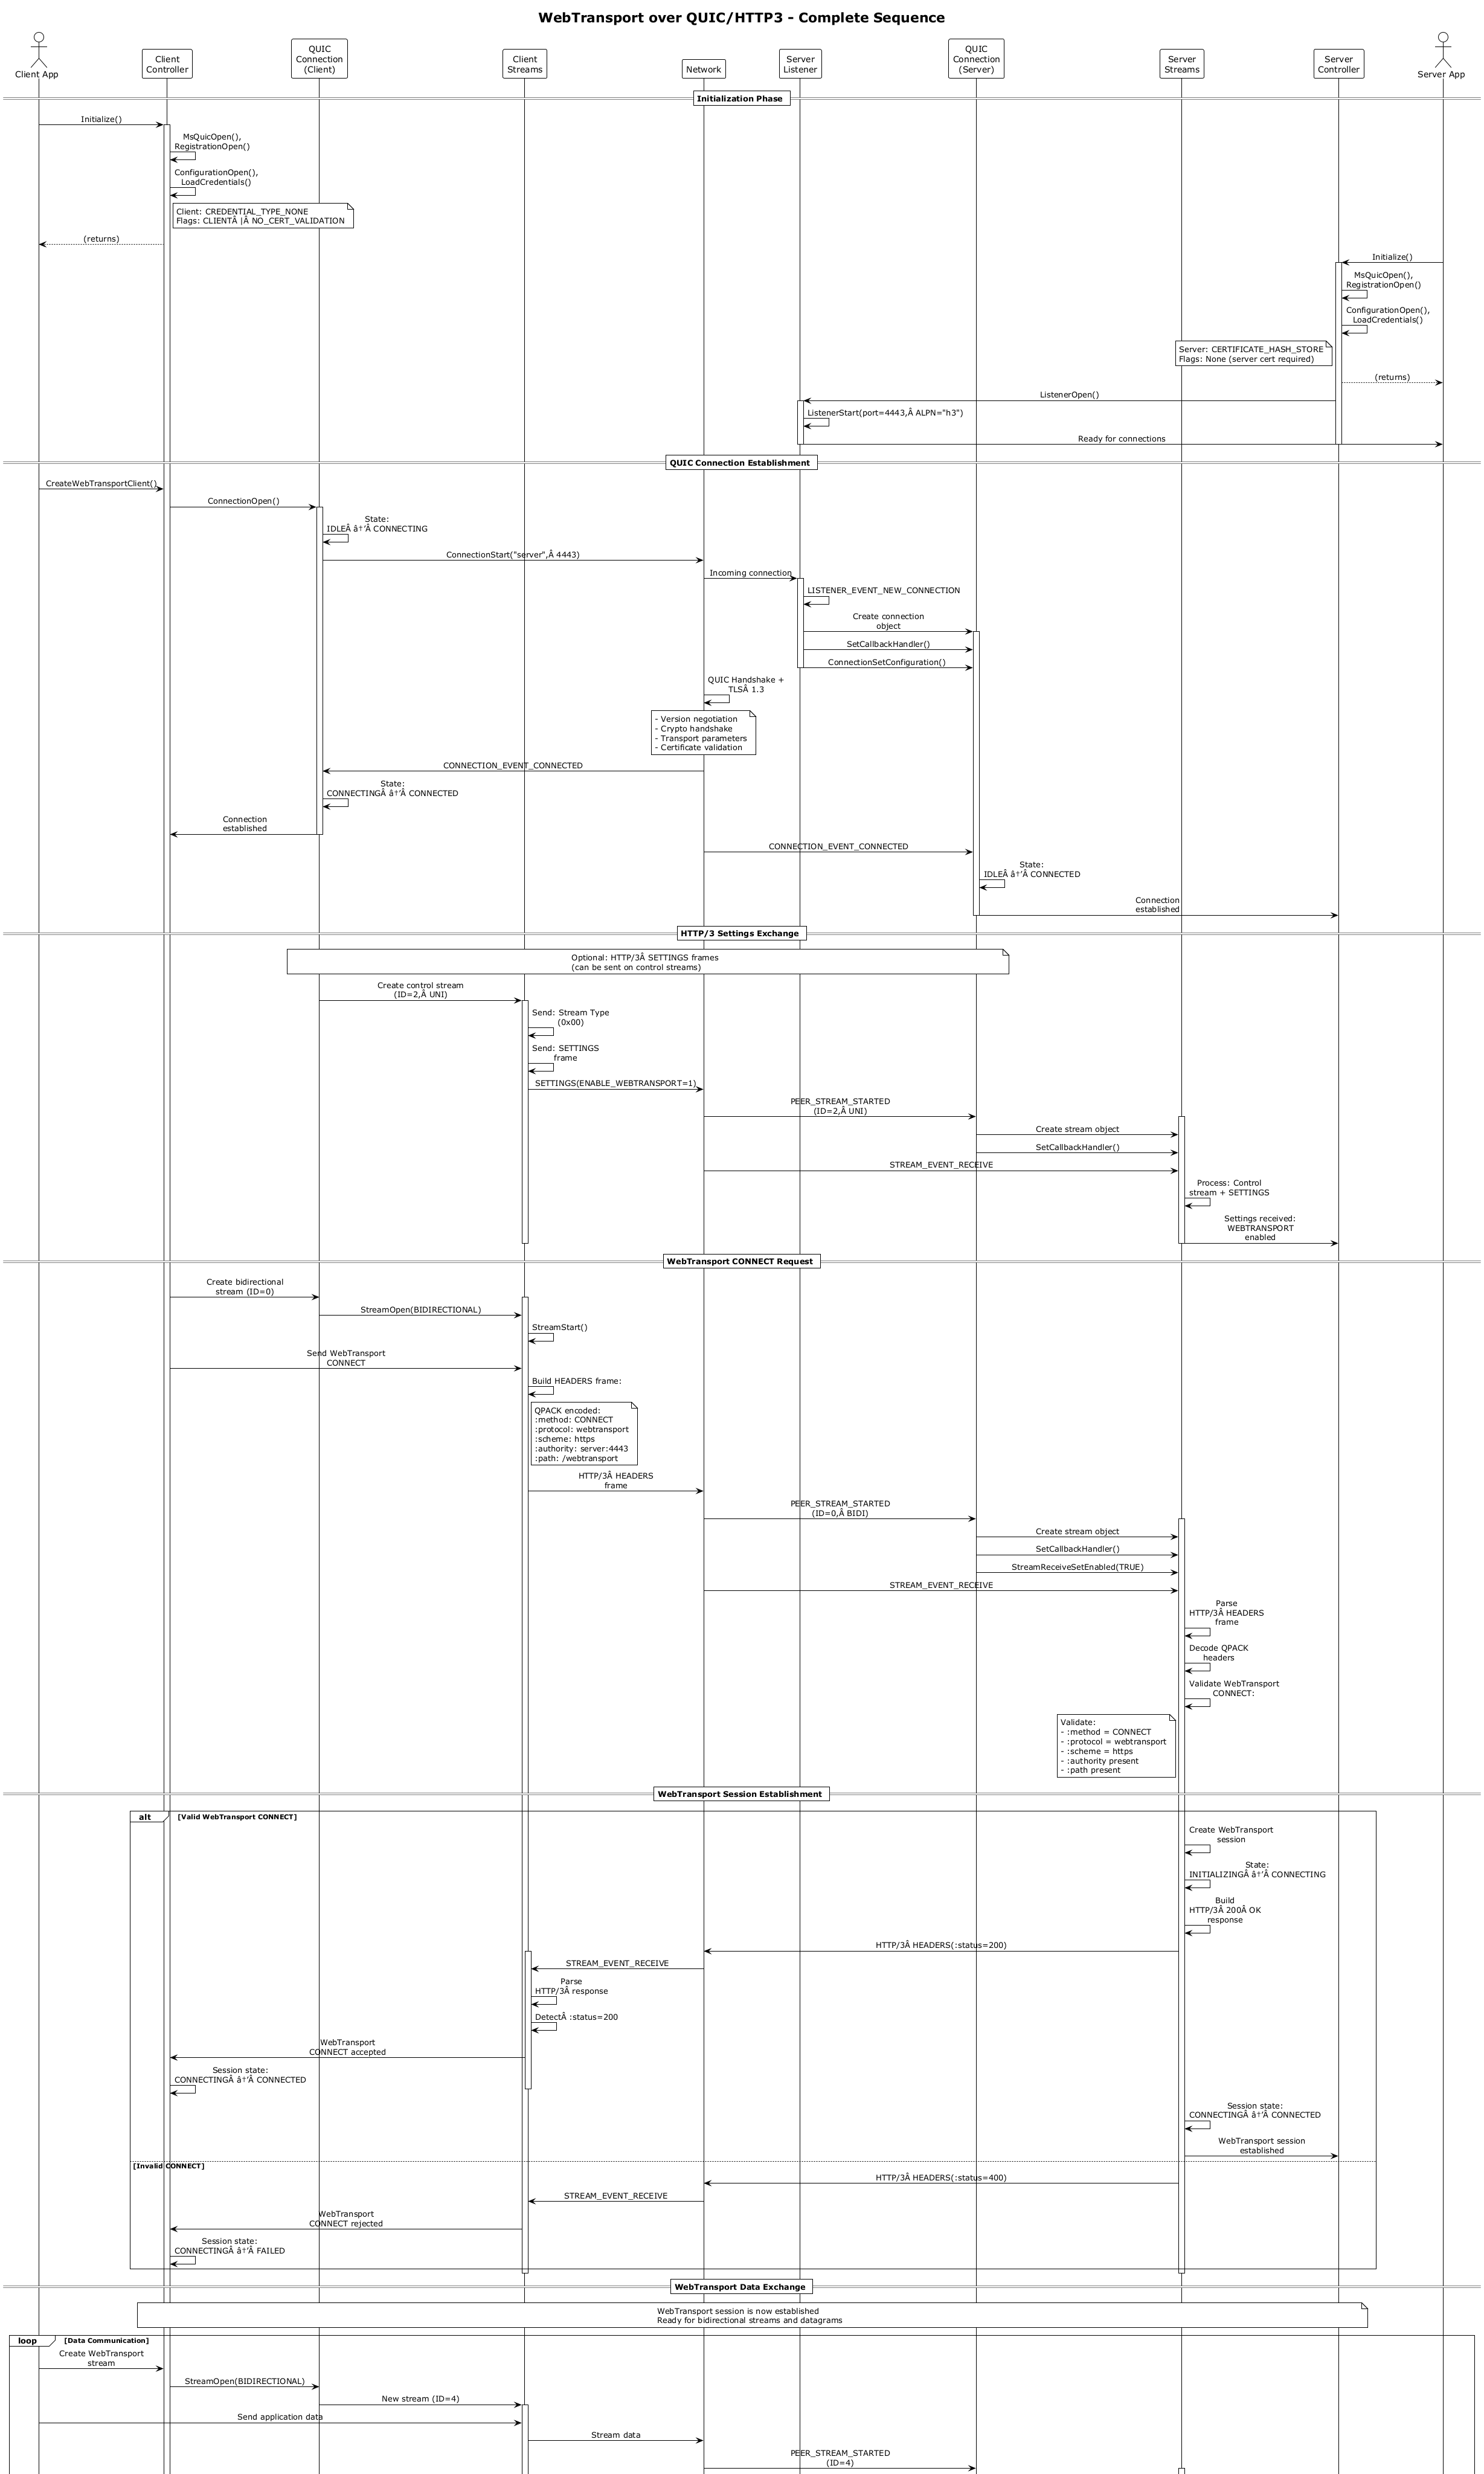 WebTransport over QUIC/HTTP3 - Complete Sequence
Client App
Client
Controller
QUIC
Connection
(Client)
Client
Streams
Network
Server
Listener
QUIC
Connection
(Server)
Server
Streams
Server
Controller
Server App
Initialization Phase
Initialize()
MsQuicOpen(),
RegistrationOpen()
ConfigurationOpen(),
LoadCredentials()
Client: CREDENTIAL_TYPE_NONE
Flags: CLIENTÂ |Â NO_CERT_VALIDATION
(returns)
Initialize()
MsQuicOpen(),
RegistrationOpen()
ConfigurationOpen(),
LoadCredentials()
Server: CERTIFICATE_HASH_STORE
Flags: None (server cert required)
(returns)
ListenerOpen()
ListenerStart(port=4443,Â ALPN="h3")
Ready for connections
QUIC Connection Establishment
CreateWebTransportClient()
ConnectionOpen()
State:
IDLEÂ â†’Â CONNECTING
ConnectionStart("server",Â 4443)
Incoming connection
LISTENER_EVENT_NEW_CONNECTION
Create connection
object
SetCallbackHandler()
ConnectionSetConfiguration()
QUIC Handshake +
TLSÂ 1.3
- Version negotiation
- Crypto handshake
- Transport parameters
- Certificate validation
CONNECTION_EVENT_CONNECTED
State:
CONNECTINGÂ â†’Â CONNECTED
Connection
established
CONNECTION_EVENT_CONNECTED
State:
IDLEÂ â†’Â CONNECTED
Connection
established
HTTP/3 Settings Exchange
Optional: HTTP/3Â SETTINGS frames
(can be sent on control streams)
Create control stream
(ID=2,Â UNI)
Send: Stream Type
(0x00)
Send: SETTINGS
frame
SETTINGS(ENABLE_WEBTRANSPORT=1)
PEER_STREAM_STARTED
(ID=2,Â UNI)
Create stream object
SetCallbackHandler()
STREAM_EVENT_RECEIVE
Process: Control
stream + SETTINGS
Settings received:
WEBTRANSPORT
enabled
WebTransport CONNECT Request
Create bidirectional
stream (ID=0)
StreamOpen(BIDIRECTIONAL)
StreamStart()
Send WebTransport
CONNECT
Build HEADERS frame:
QPACK encoded:
:method: CONNECT
:protocol: webtransport
:scheme: https
:authority: server:4443
:path: /webtransport
HTTP/3Â HEADERS
frame
PEER_STREAM_STARTED
(ID=0,Â BIDI)
Create stream object
SetCallbackHandler()
StreamReceiveSetEnabled(TRUE)
STREAM_EVENT_RECEIVE
Parse
HTTP/3Â HEADERS
frame
Decode QPACK
headers
Validate WebTransport
CONNECT:
Validate:
- :method = CONNECT
- :protocol = webtransport
- :scheme = https
- :authority present
- :path present
WebTransport Session Establishment
alt [Valid WebTransport CONNECT]
Create WebTransport
session
State:
INITIALIZINGÂ â†’Â CONNECTING
Build
HTTP/3Â 200Â OK
response
HTTP/3Â HEADERS(:status=200)
STREAM_EVENT_RECEIVE
Parse
HTTP/3Â response
DetectÂ :status=200
WebTransport
CONNECT accepted
Session state:
CONNECTINGÂ â†’Â CONNECTED
Session state:
CONNECTINGÂ â†’Â CONNECTED
WebTransport session
established
[Invalid CONNECT]
HTTP/3Â HEADERS(:status=400)
STREAM_EVENT_RECEIVE
WebTransport
CONNECT rejected
Session state:
CONNECTINGÂ â†’Â FAILED
WebTransport Data Exchange
WebTransport session is now established
Ready for bidirectional streams and datagrams
loop [Data Communication]
Create WebTransport
stream
StreamOpen(BIDIRECTIONAL)
New stream (ID=4)
Send application data
Stream data
PEER_STREAM_STARTED
(ID=4)